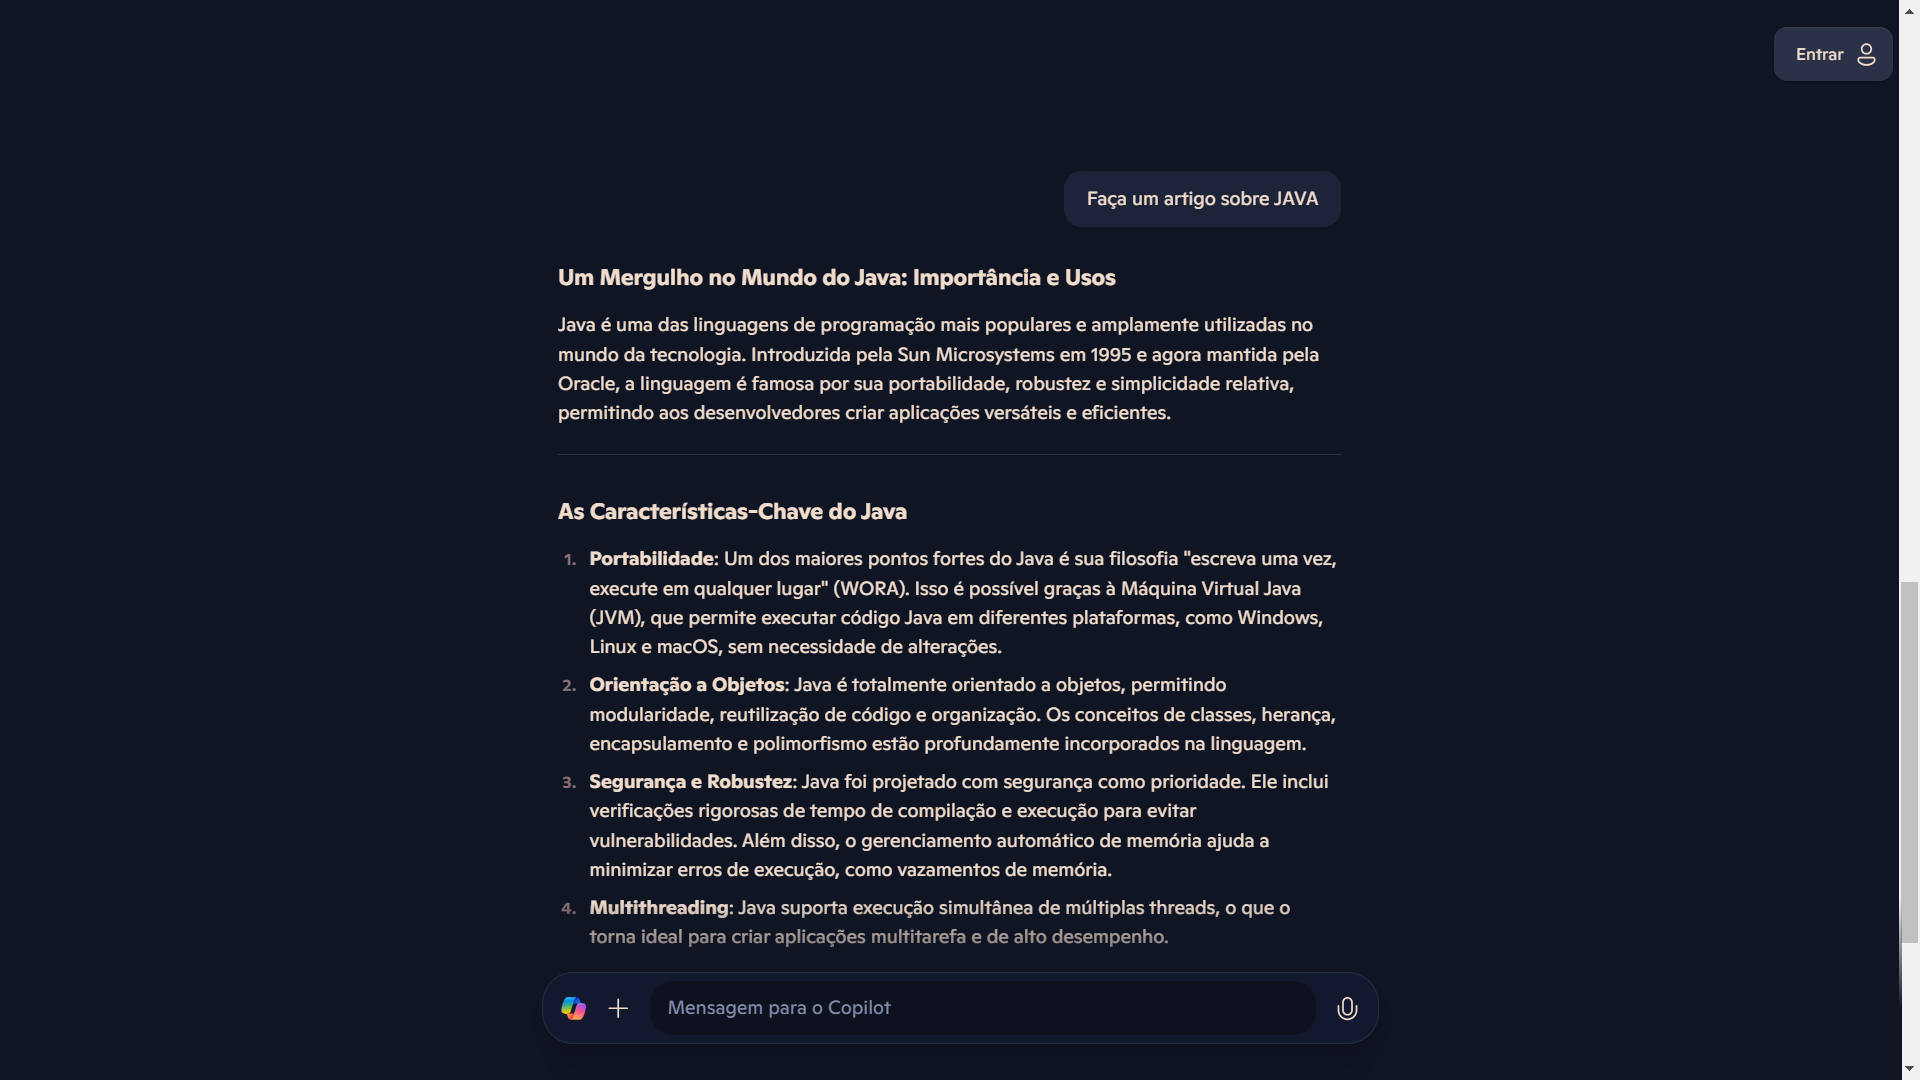 Entrar
Faça um artigo sobre JAVA
Um Mergulho no Mundo do Java: Importância e Usos
Java é uma das linguagens de programação mais populares e amplamente utilizadas no
mundo da tecnologia. Introduzida pela Sun Microsystems em 1995 e agora mantida pela
Oracle, a linguagem é famosa por sua portabilidade, robustez e simplicidade relativa,
permitindo aos desenvolvedores criar aplicações versáteis e eficientes.
As Características-Chave do Java
1. Portabilidade: Um dos maiores pontos fortes do Java é sua filosofia "escreva uma vez,
execute em qualquer lugar" (WORA). Isso é possível graças à Máquina Virtual Java
(JVM), que permite executar código Java em diferentes plataformas, como Windows,
Linux e macOS, sem necessidade de alterações.
2. Orientação a Objetos: Java é totalmente orientado a objetos, permitindo
modularidade, reutilização de código e organização. Os conceitos de classes, herança,
encapsulamento e polimorfismo estão profundamente incorporados na linguagem.
3. Segurança e Robustez: Java foi projetado com segurança como prioridade. Ele inclui
verificações rigorosas de tempo de compilação e execução para evitar
vulnerabilidades. Além disso, o gerenciamento automático de memória ajuda a
minimizar erros de execução, como vazamentos de memória.
4. Multithreading: Java suporta execução simultânea de múltiplas threads, o que o
torna ideal para criar aplicações multitarefa e de alto desempenho.
Mensagem para o Copilot